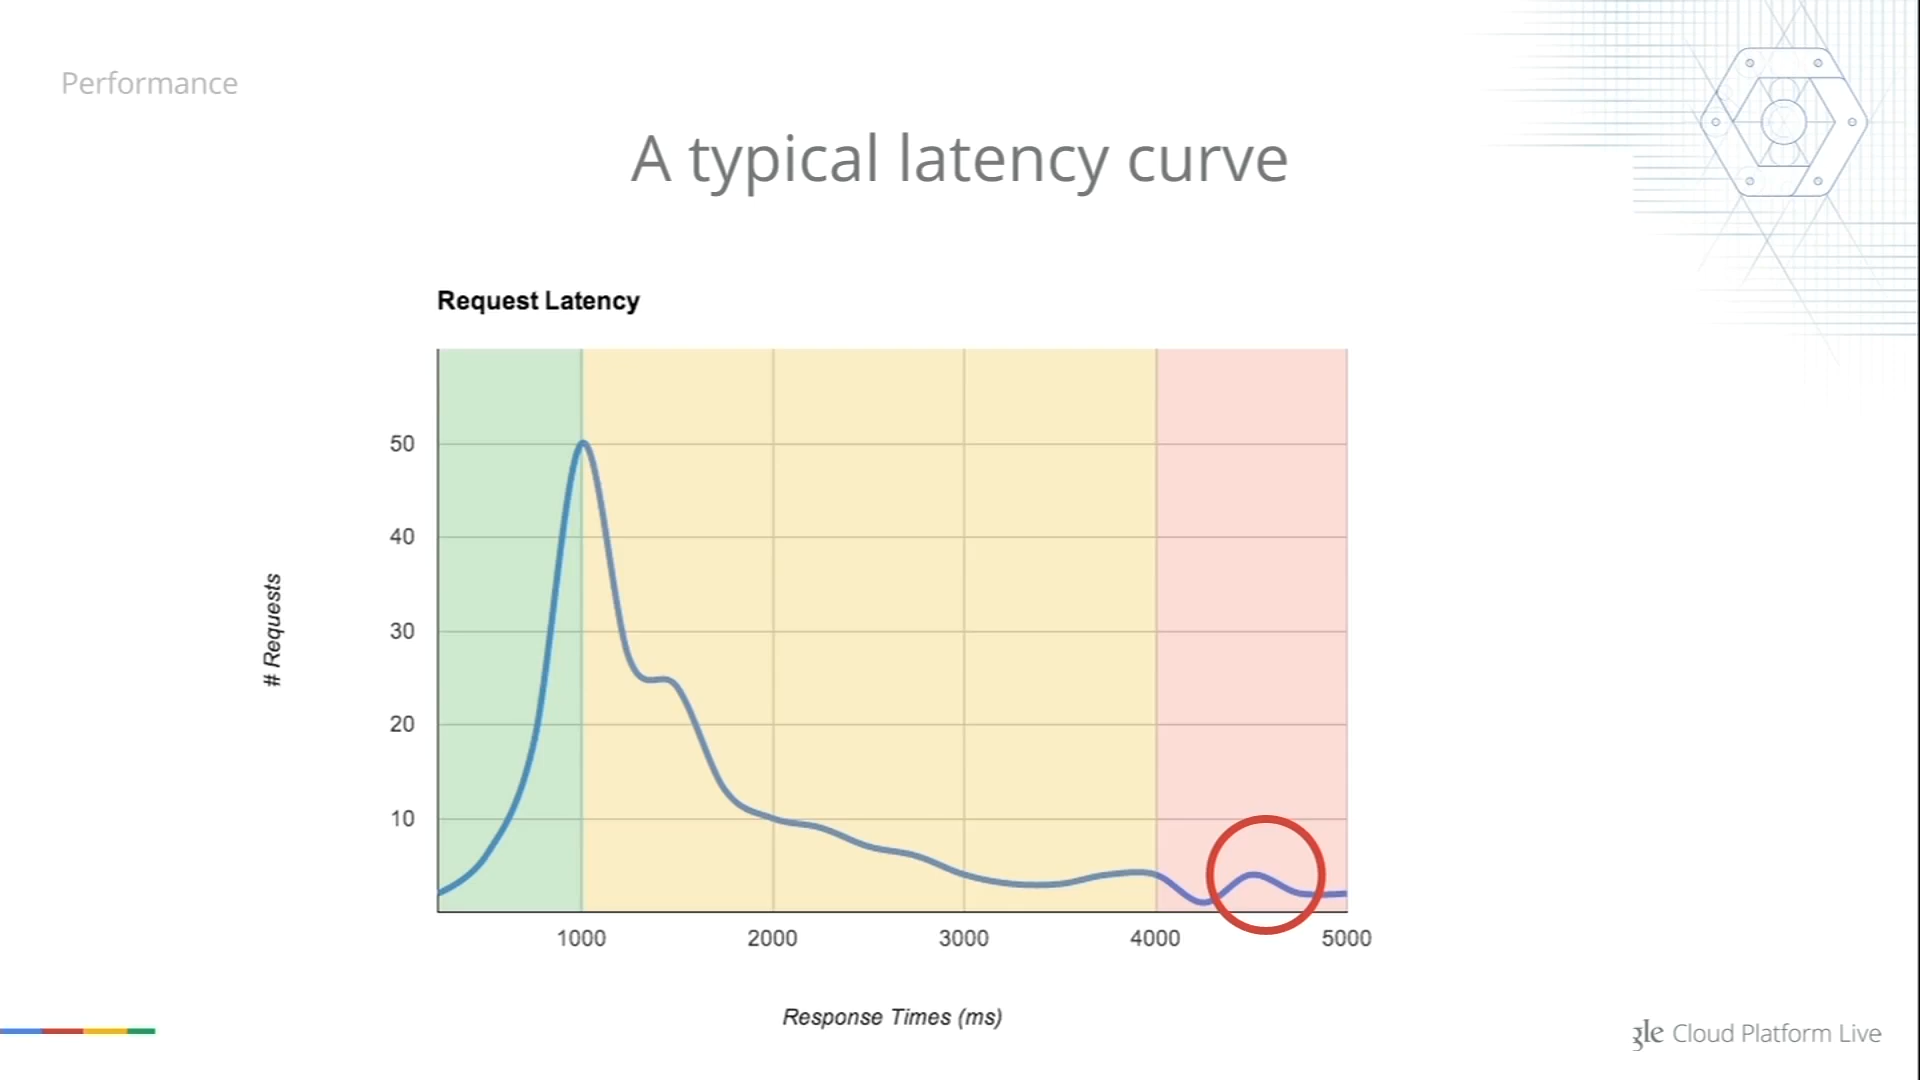 Performance
A typical latency curve
Request Latency
50
40
30
20
10
# Requests
1000 2000 3000 4000 5000
Response Times (ms)
gle Cloud Platform Live